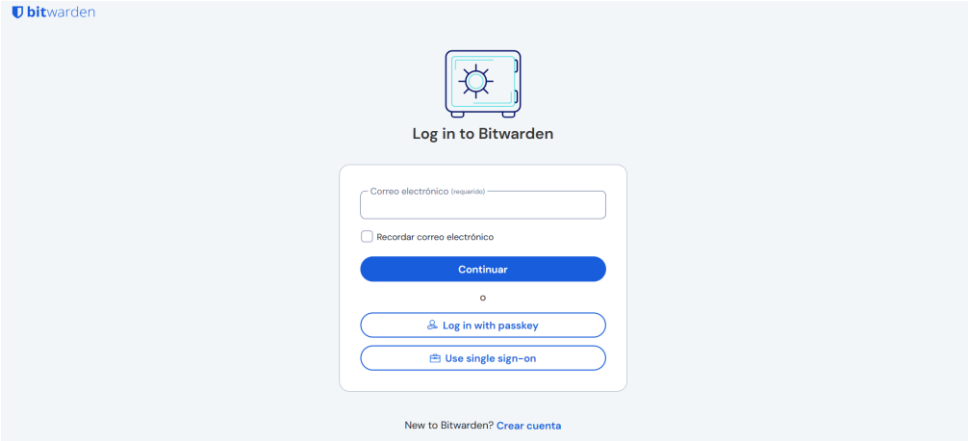 bitwarden
Log in to Bitwarden
Correo electrónico (requerido)
Recordar correo electrónico
Continuar
o
Log in with passkey
Use single sign-on
New to Bitwarden? Crear cuenta